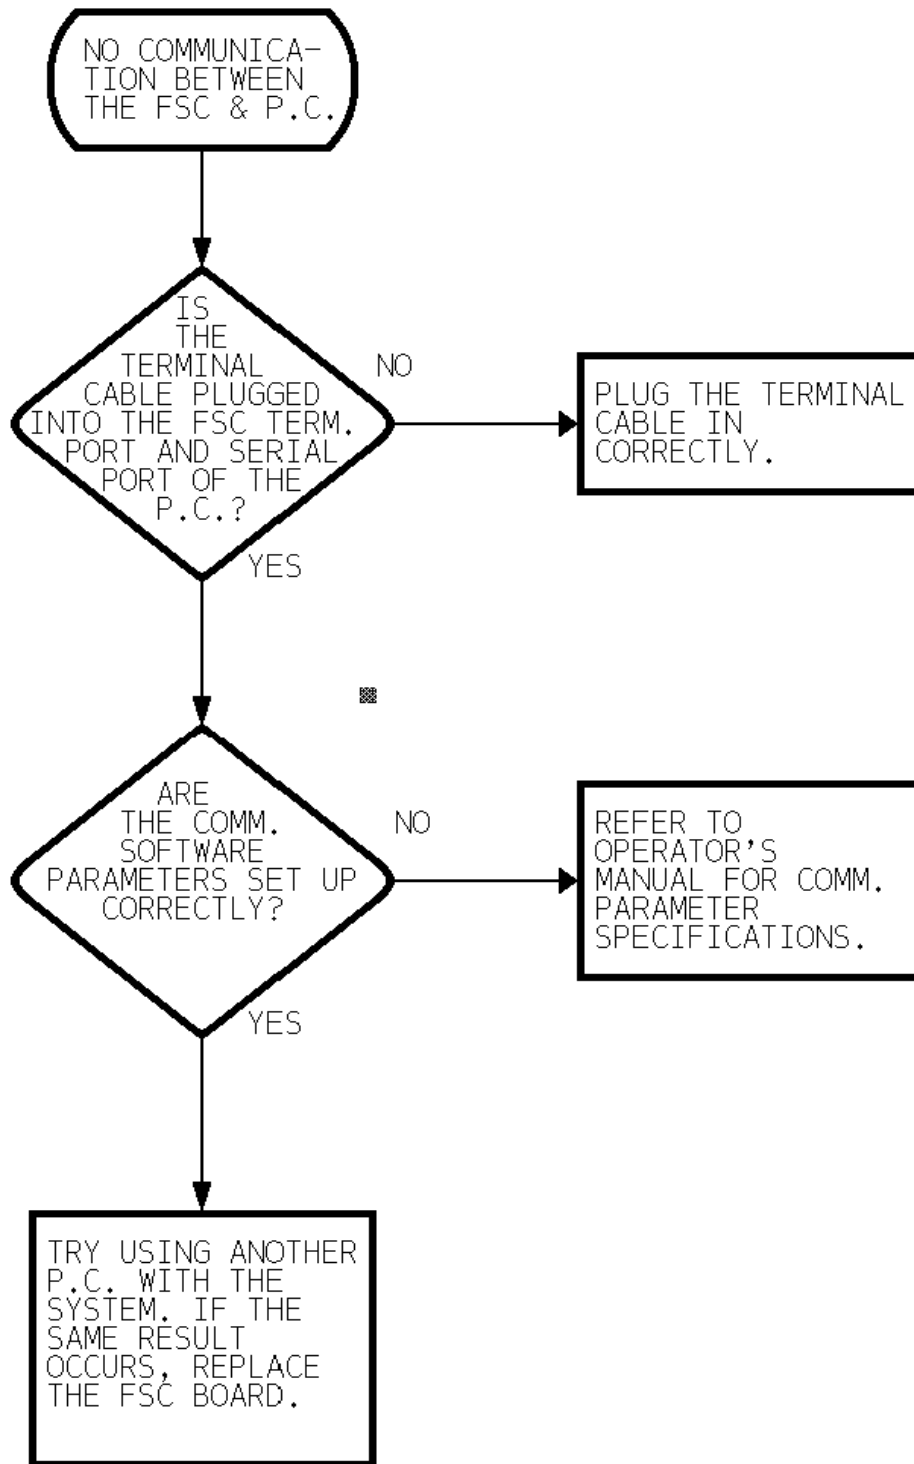 NO COMMUNICA-
TION BETWEEN
THE FSC & P.C.
IS
THE
TERMINAL
CABLE PLUGGED
INTO THE FSC TERM.
PORT AND SERIAL
PORT OF THE
P.C.?
NO
PLUG THE TERMINAL
CABLE IN
CORRECTLY.
YES
ARE
THE COMM.
SOFTWARE
PARAMETERS SET UP
CORRECTLY?
NO
REFER TO
OPERATOR'S
MANUAL FOR COMM.
PARAMETER
SPECIFICATIONS.
YES
TRY USING ANOTHER
P.C. WITH THE
SYSTEM. IF THE
SAME RESULT
OCCURS, REPLACE
THE FSC BOARD.